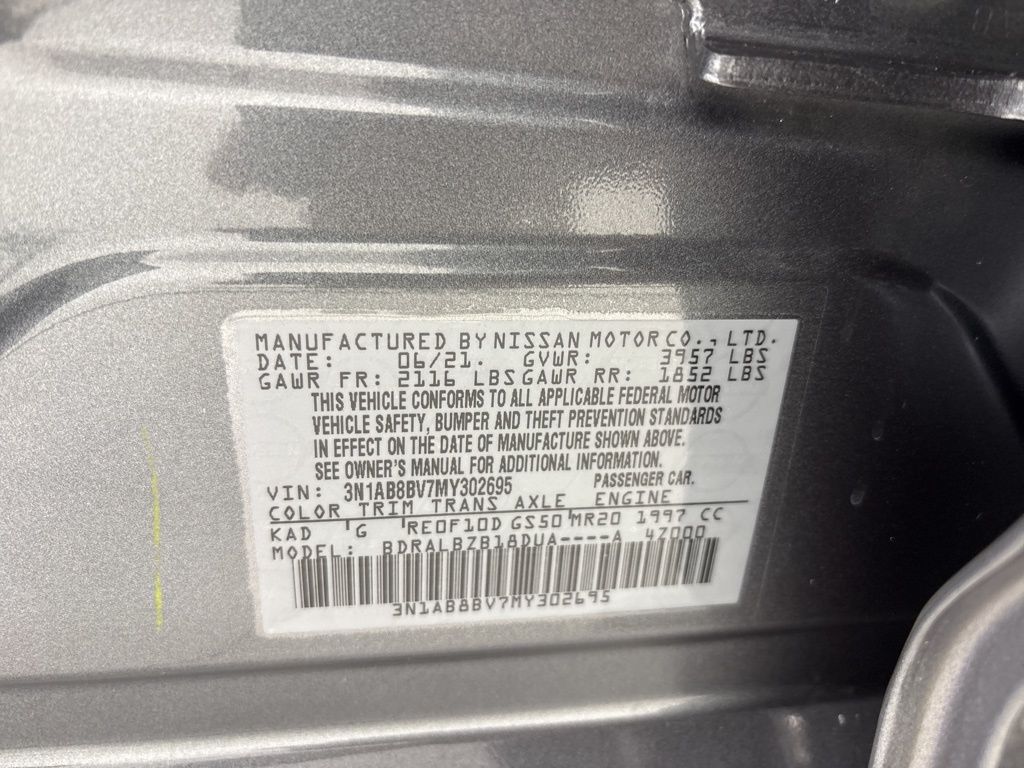 MANUFACTURED BY NISSAN MOTOR CO., LTD.
DATE: 06/21. GVWR: 3957 LBS
GAWR FR: 2116 LBS GAWR RR: 1852 LBS
THIS VEHICLE CONFORMS TO ALL APPLICABLE FEDERAL MOTOR
VEHICLE SAFETY, BUMPER AND THEFT PREVENTION STANDARDS
IN EFFECT ON THE DATE OF MANUFACTURE SHOWN ABOVE.
SEE OWNER'S MANUAL FOR ADDITIONAL INFORMATION.
VIN: 3N1AB8BV7MY302695 PASSENGER CAR.
COLOR TRIM TRANS AXLE ENGINE
KAD G RE0F10D GS50 MR20 1997 CC
MODEL: BDRALBZB18DUA----A 47000
3N1AB8BV7MY302695